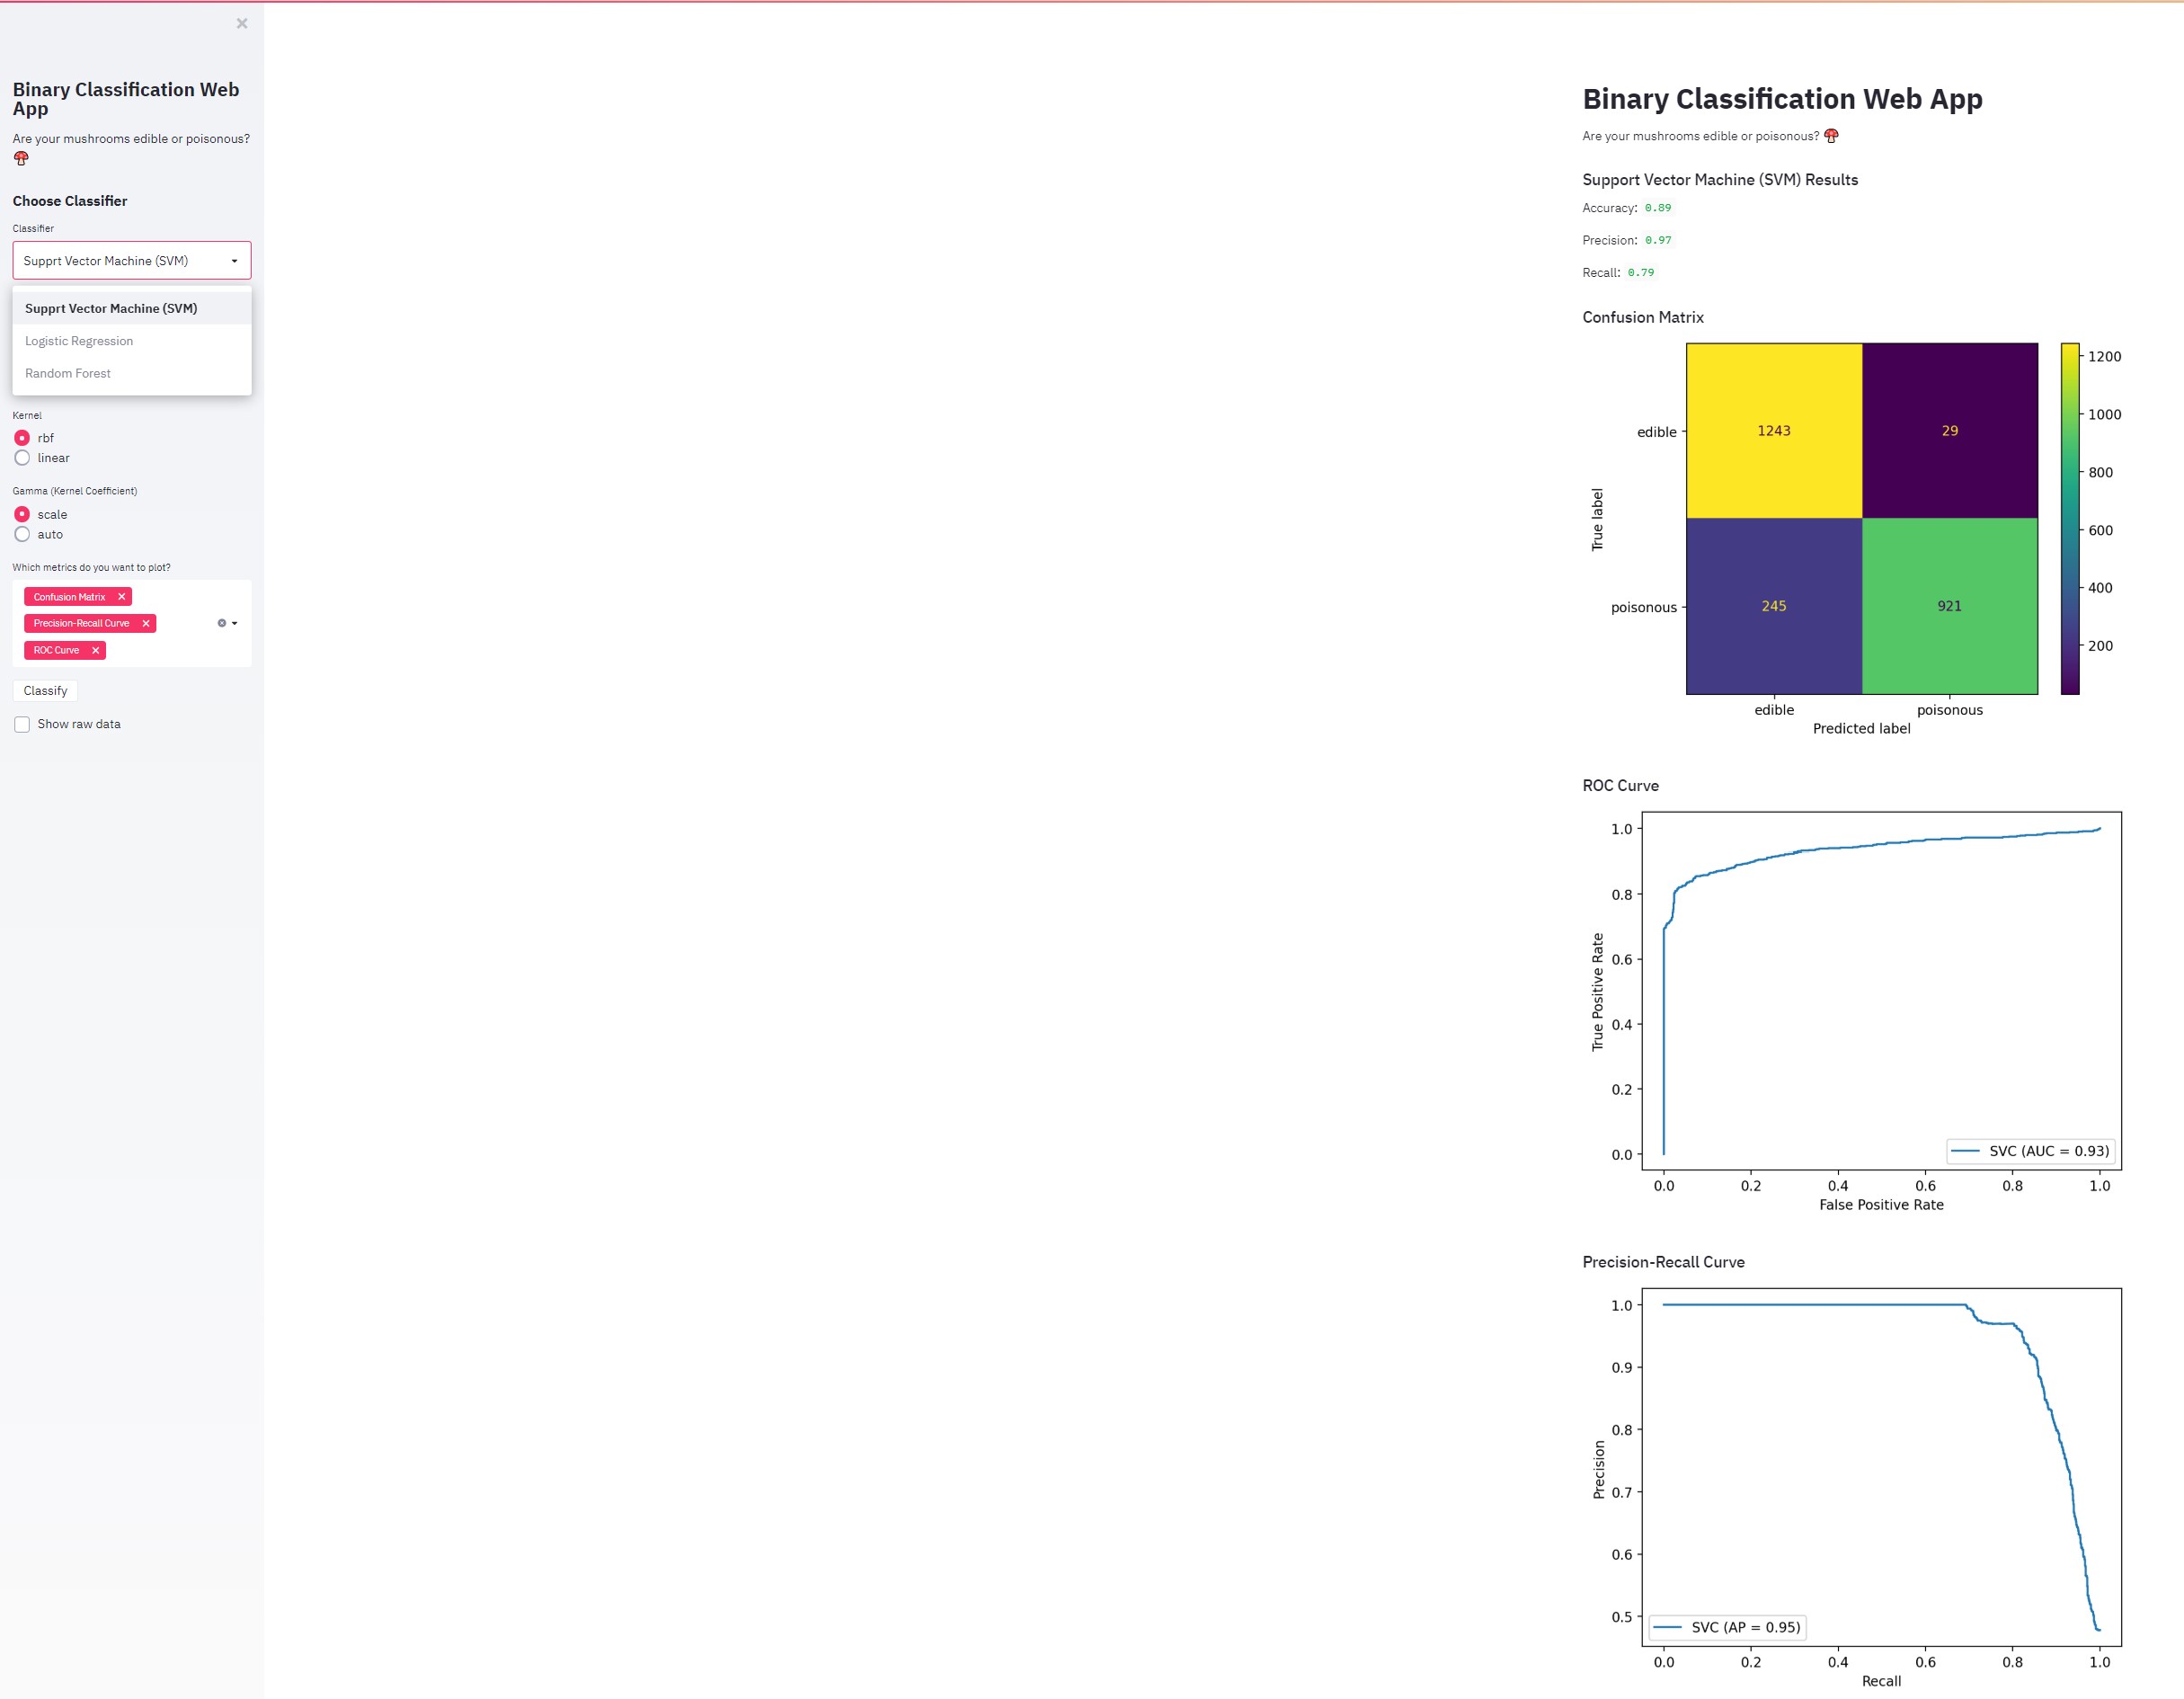 Binary Classification Web
App
Are your mushrooms edible or poisonous?
Choose Classifier
Classifier
Supprt Vector Machine (SVM)
Supprt Vector Machine (SVM)
Logistic Regression
Random Forest
Kernel
rbf
linear
Gamma (Kernel Coefficient)
scale
auto
Which metrics do you want to plot?
Confusion Matrix
Precision-Recall Curve
ROC Curve
Classify
Show raw data
Binary Classification Web App
Are your mushrooms edible or poisonous?
Support Vector Machine (SVM) Results
Accuracy: 0.89
Precision: 0.97
Recall: 0.79
Confusion Matrix
True label
edible
poisonous
1243 29
245 921
edible poisonous
Predicted label
1200
1000
800
600
400
200
ROC Curve
True Positive Rate
1.0
0.8
0.6
0.4
0.2
0.0
SVC (AUC = 0.93)
0.0 0.2 0.4 0.6 0.8 1.0
False Positive Rate
Precision-Recall Curve
Precision
1.0
0.9
0.8
0.7
0.6
0.5
SVC (AP = 0.95)
0.0 0.2 0.4 0.6 0.8 1.0
Recall